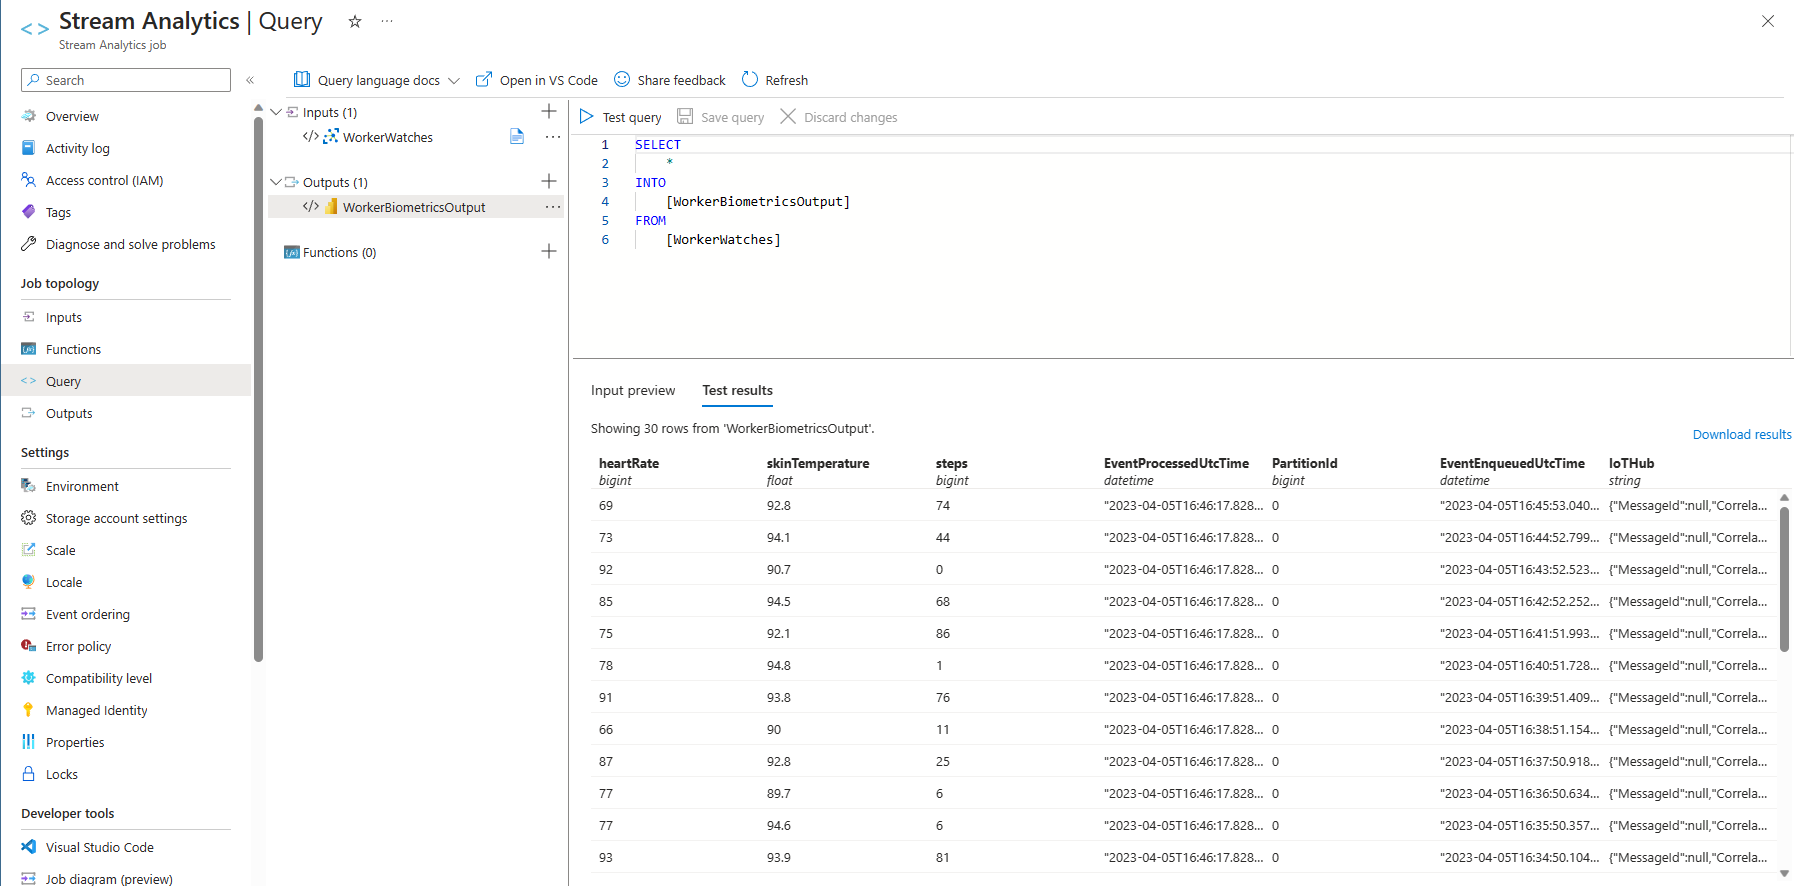 Stream Analytics | Query
Stream Analytics job
Search
Overview
Activity log
Access control (IAM)
Tags
Diagnose and solve problems
Job topology
Inputs
Functions
Query
Outputs
Settings
Environment
Storage account settings
Scale
Locale
Event ordering
Error policy
Compatibility level
Managed Identity
Properties
Locks
Developer tools
Visual Studio Code
Job diagram (preview)
Query language docs Open in VS Code Share feedback Refresh
Inputs (1)
WorkerWatches
Outputs (1)
WorkerBiometricsOutput
Functions (0)
Test query Save query Discard changes
1 SELECT
2 *
3 INTO
4 [WorkerBiometricsOutput]
5 FROM
6 [WorkerWatches]
Input preview Test results
Showing 30 rows from 'WorkerBiometricsOutput'.
Download results
heartRate skinTemperature steps EventProcessedUtcTime PartitionId EventEnqueuedUtcTime IoTHub
bigint float bigint datetime bigint datetime string
69 92.8 74 "2023-04-05T16:46:17.828... 0 "2023-04-05T16:45:53.040... {"MessageId":null,"Correla...
73 94.1 44 "2023-04-05T16:46:17.828... 0 "2023-04-05T16:44:52.799... {"MessageId":null,"Correla...
92 90.7 0 "2023-04-05T16:46:17.828... 0 "2023-04-05T16:43:52.523... {"MessageId":null,"Correla...
85 94.5 68 "2023-04-05T16:46:17.828... 0 "2023-04-05T16:42:52.252... {"MessageId":null,"Correla...
75 92.1 86 "2023-04-05T16:46:17.828... 0 "2023-04-05T16:41:51.993... {"MessageId":null,"Correla...
78 94.8 1 "2023-04-05T16:46:17.828... 0 "2023-04-05T16:40:51.728... {"MessageId":null,"Correla...
91 93.8 76 "2023-04-05T16:46:17.828... 0 "2023-04-05T16:39:51.409... {"MessageId":null,"Correla...
66 90 11 "2023-04-05T16:46:17.828... 0 "2023-04-05T16:38:51.154... {"MessageId":null,"Correla...
87 92.8 25 "2023-04-05T16:46:17.828... 0 "2023-04-05T16:37:50.918... {"MessageId":null,"Correla...
77 89.7 6 "2023-04-05T16:46:17.828... 0 "2023-04-05T16:36:50.634... {"MessageId":null,"Correla...
77 94.6 6 "2023-04-05T16:46:17.828... 0 "2023-04-05T16:35:50.357... {"MessageId":null,"Correla...
93 93.9 81 "2023-04-05T16:46:17.828... 0 "2023-04-05T16:34:50.104... {"MessageId":null,"Correla...